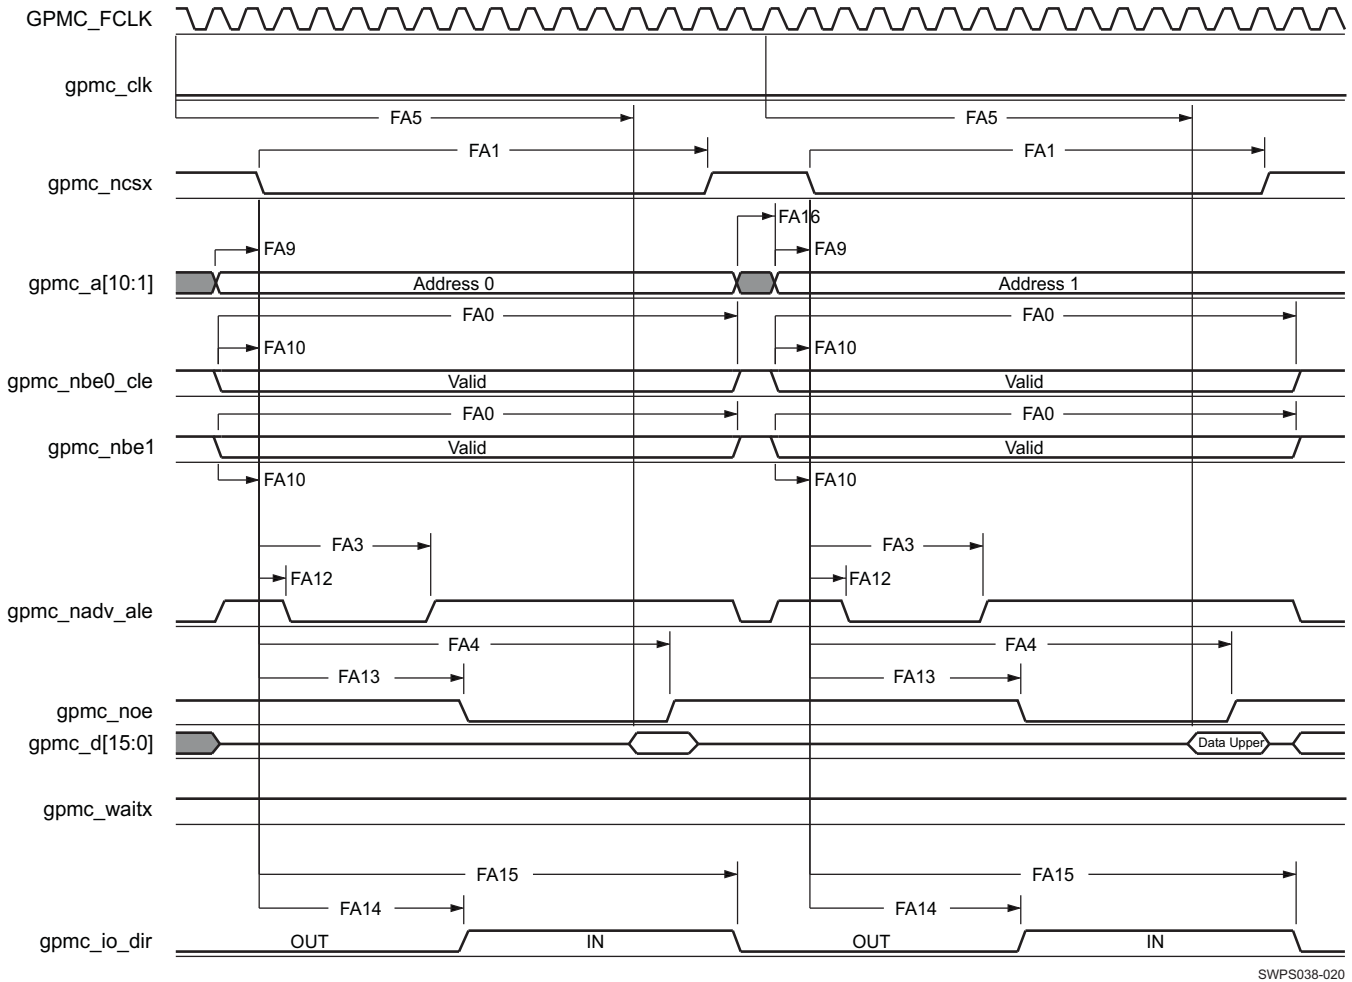 GPMC_FCLK
gpmc_clk
FA5 FA5
FA1 FA1
gpmc_ncsx
FA16
FA9 FA9
gpmc_a[10:1] Address 0 Address 1
FA0 FA0
FA10 FA10
gpmc_nbe0_cle Valid Valid
FA0 FA0
gpmc_nbe1 Valid Valid
FA10 FA10
FA3 FA3
FA12 FA12
gpmc_nadv_ale
FA4 FA4
FA13 FA13
gpmc_noe
gpmc_d[15:0] Data Upper
gpmc_waitx
FA15 FA15
FA14 FA14
gpmc_io_dir OUT IN OUT IN
SWPS038-020